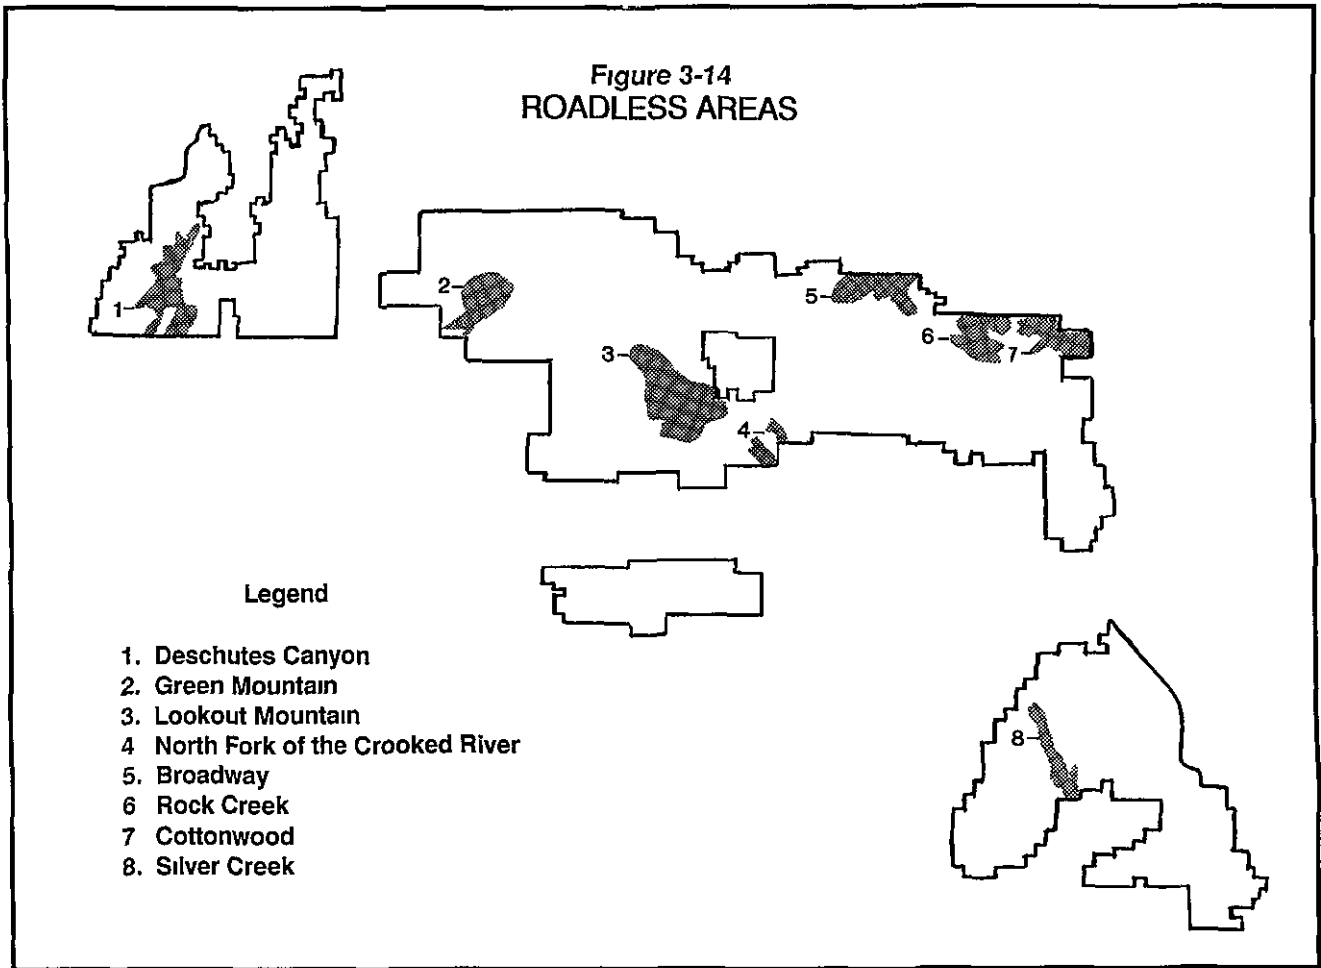 Figure 3-14
ROADLESS AREAS
1
2
3
4
5
6
7
8
Legend
1. Deschutes Canyon
2. Green Mountain
3. Lookout Mountain
4 North Fork of the Crooked River
5. Broadway
6 Rock Creek
7 Cottonwood
8. Silver Creek